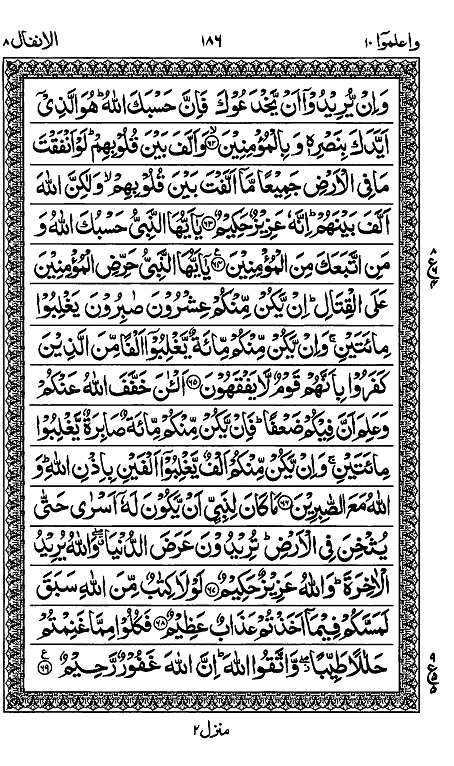 واعلموٓا ۱۰ ۱۸۶ الانفال ۸
وَاِنْ يُّرِيْدُوْٓا اَنْ يَّخْدَعُوْكَ فَاِنَّ حَسْبَكَ اللّٰهُ ؕ هُوَ الَّذِيْٓ
اَيَّدَكَ بِنَصْرِهٖ وَبِالْمُؤْمِنِيْنَ ۙ‏﴿۶۲﴾ وَاَلَّفَ بَيْنَ قُلُوْبِهِمْ ؕ لَوْ اَنْفَقْتَ
مَا فِي الْاَرْضِ جَمِيْعًا مَّاۤ اَلَّفْتَ بَيْنَ قُلُوْبِهِمْ ۙ وَلٰكِنَّ اللّٰهَ
اَلَّفَ بَيْنَهُمْ ؕ اِنَّهٗ عَزِيْزٌ حَكِيْمٌ ﴿۶۳﴾ يٰۤاَيُّهَا النَّبِيُّ حَسْبُكَ اللّٰهُ وَ
مَنِ اتَّبَعَكَ مِنَ الْمُؤْمِنِيْنَ ﴿۶۴﴾ يٰۤاَيُّهَا النَّبِيُّ حَرِّضِ الْمُؤْمِنِيْنَ
عَلَى الْقِتَالِ ؕ اِنْ يَّكُنْ مِّنْكُمْ عِشْرُوْنَ صٰبِرُوْنَ يَغْلِبُوْا
مِائَتَيْنِ ۚ وَاِنْ يَّكُنْ مِّنْكُمْ مِّائَةٌ يَّغْلِبُوْٓا اَلْفًا مِّنَ الَّذِيْنَ
كَفَرُوْا بِاَنَّهُمْ قَوْمٌ لَّا يَفْقَهُوْنَ ﴿۶۵﴾ اَلْـٰٔنَ خَفَّفَ اللّٰهُ عَنْكُمْ
وَعَلِمَ اَنَّ فِيْكُمْ ضَعْفًا ؕ فَاِنْ يَّكُنْ مِّنْكُمْ مِّائَةٌ صَابِرَةٌ يَّغْلِبُوْا
مِائَتَيْنِ ۚ وَاِنْ يَّكُنْ مِّنْكُمْ اَلْفٌ يَّغْلِبُوْٓا اَلْفَيْنِ بِاِذْنِ اللّٰهِ ؕ وَ
اللّٰهُ مَعَ الصّٰبِرِيْنَ ﴿۶۶﴾ مَا كَانَ لِنَبِيٍّ اَنْ يَّكُوْنَ لَهٗۤ اَسْرٰى حَتّٰى
يُثْخِنَ فِي الْاَرْضِ ؕ تُرِيْدُوْنَ عَرَضَ الدُّنْيَا ۖ وَاللّٰهُ يُرِيْدُ
الْاٰخِرَةَ ؕ وَاللّٰهُ عَزِيْزٌ حَكِيْمٌ ﴿۶۷﴾ لَوْلَا كِتٰبٌ مِّنَ اللّٰهِ سَبَقَ
لَمَسَّكُمْ فِيْمَاۤ اَخَذْتُمْ عَذَابٌ عَظِيْمٌ ﴿۶۸﴾ فَكُلُوْا مِمَّا غَنِمْتُمْ
حَلٰلًا طَيِّبًا ۖ وَّاتَّقُوا اللّٰهَ ؕ اِنَّ اللّٰهَ غَفُوْرٌ رَّحِيْمٌ ﴿۶۹﴾
منزل ۲